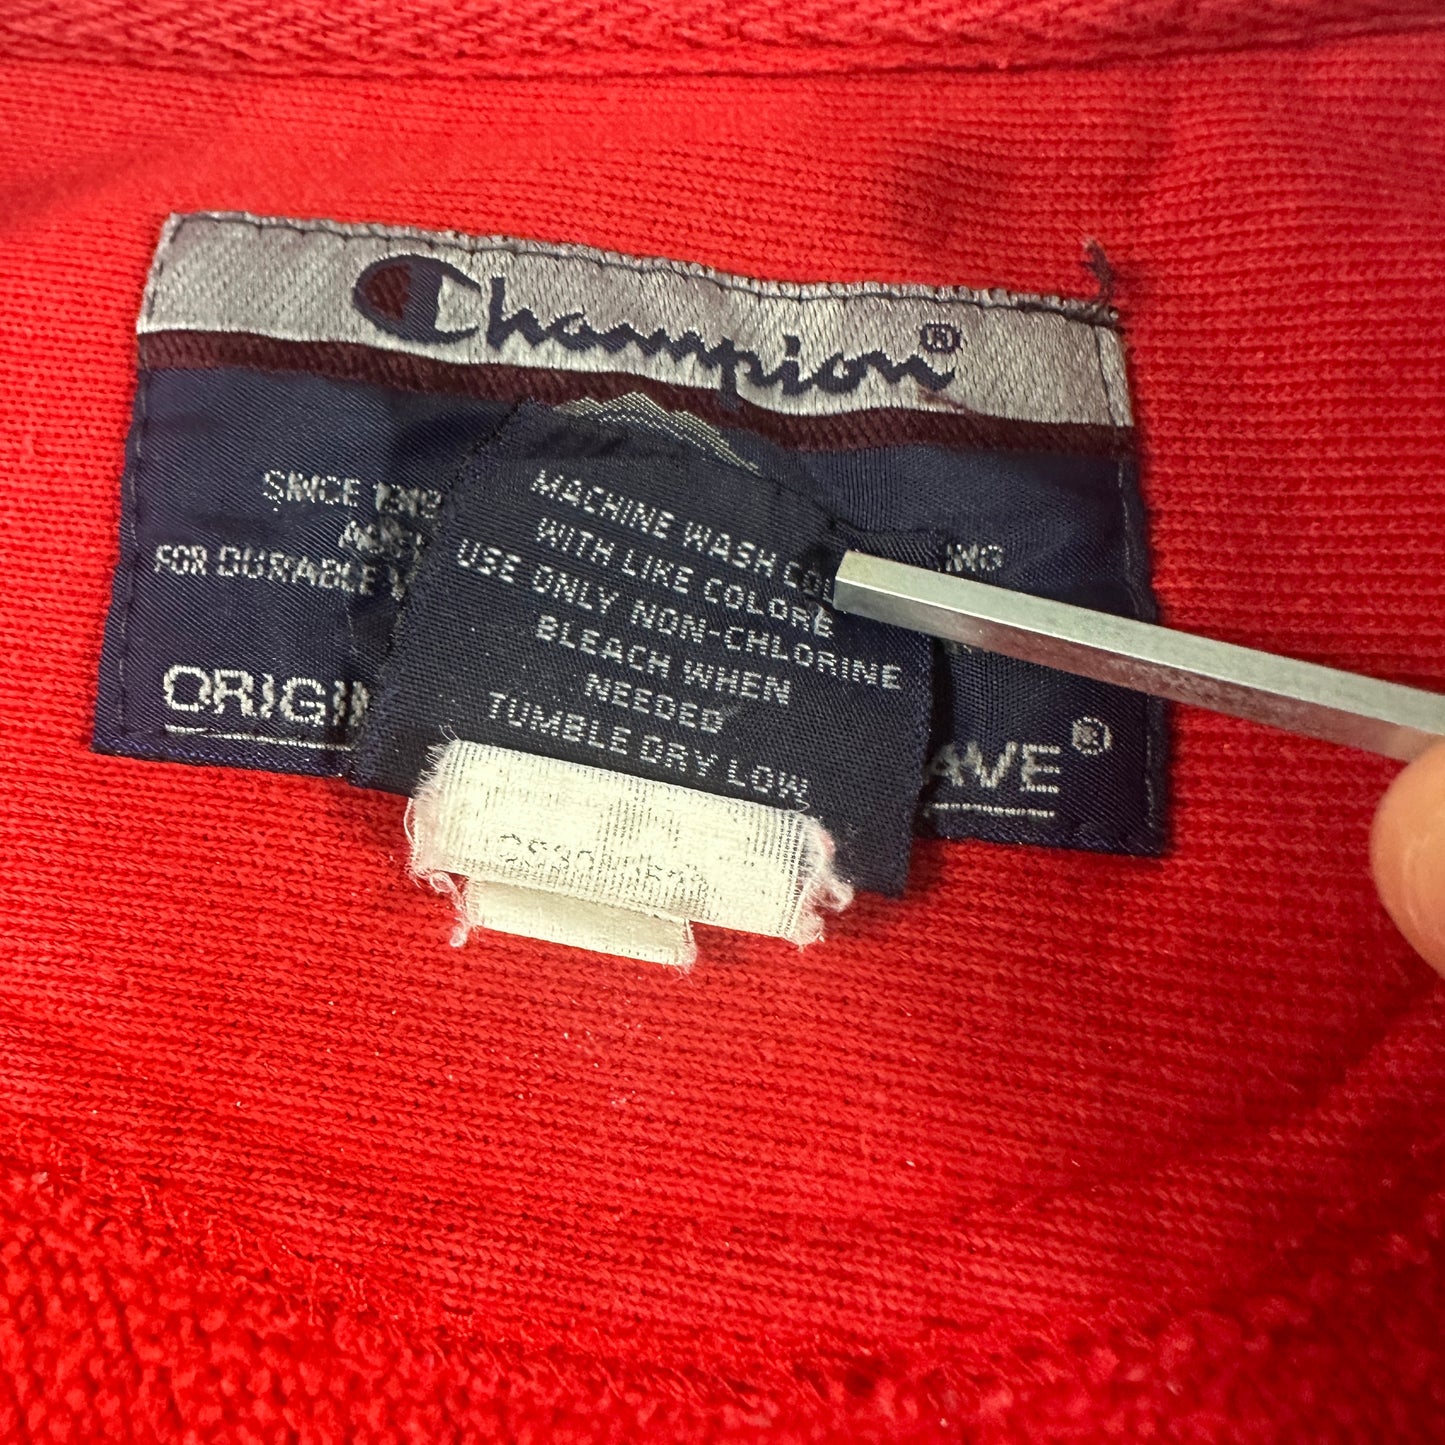 Champion®
SINCE 1919
FOR DURABLE
ORIGI
AVE®
MACHINE WASH CO
WITH LIKE COLORS
USE ONLY NON-CHLORINE
BLEACH WHEN
NEEDED
TUMBLE DRY LOW